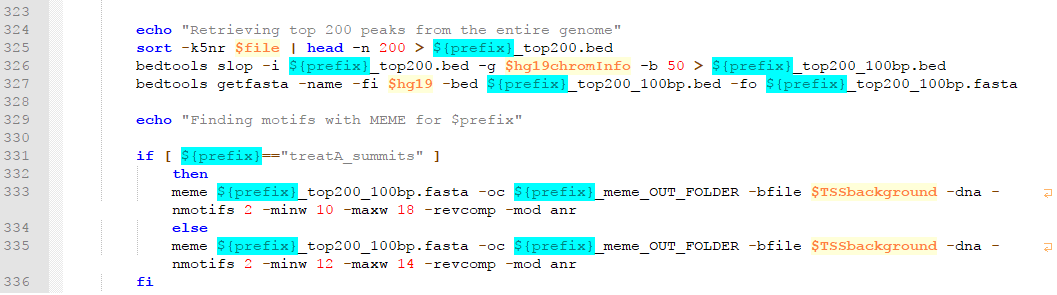 323
324 echo "Retrieving top 200 peaks from the entire genome"
325 sort -k5nr $file | head -n 200 > ${prefix}_top200.bed
326 bedtools slop -i ${prefix}_top200.bed -g $hg19chromInfo -b 50 > ${prefix}_top200_100bp.bed
327 bedtools getfasta -name -fi $hg19 -bed ${prefix}_top200_100bp.bed -fo ${prefix}_top200_100bp.fasta
328
329 echo "Finding motifs with MEME for $prefix"
330
331 if [ ${prefix}=="treatA_summits" ]
332 then
333 meme ${prefix}_top200_100bp.fasta -oc ${prefix}_meme_OUT_FOLDER -bfile $TSSbackground -dna -
nmotifs 2 -minw 10 -maxw 18 -revcomp -mod anr
334 else
335 meme ${prefix}_top200_100bp.fasta -oc ${prefix}_meme_OUT_FOLDER -bfile $TSSbackground -dna -
nmotifs 2 -minw 12 -maxw 14 -revcomp -mod anr
336 fi